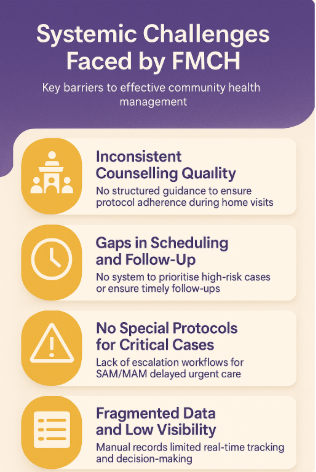 Systemic Challenges
Faced by FMCH
Key barriers to effective community health
management
Inconsistent
Counselling Quality
No structured guidance to ensure
protocol adherence during home visits
Gaps in Scheduling
and Follow-Up
No system to prioritise high-risk cases
or ensure timely follow-ups
No Special Protocols
for Critical Cases
Lack of escalation workflows for
SAM/MAM delayed urgent care
Fragmented Data
and Low Visibility
Manual records limited real-time tracking
and decision-making